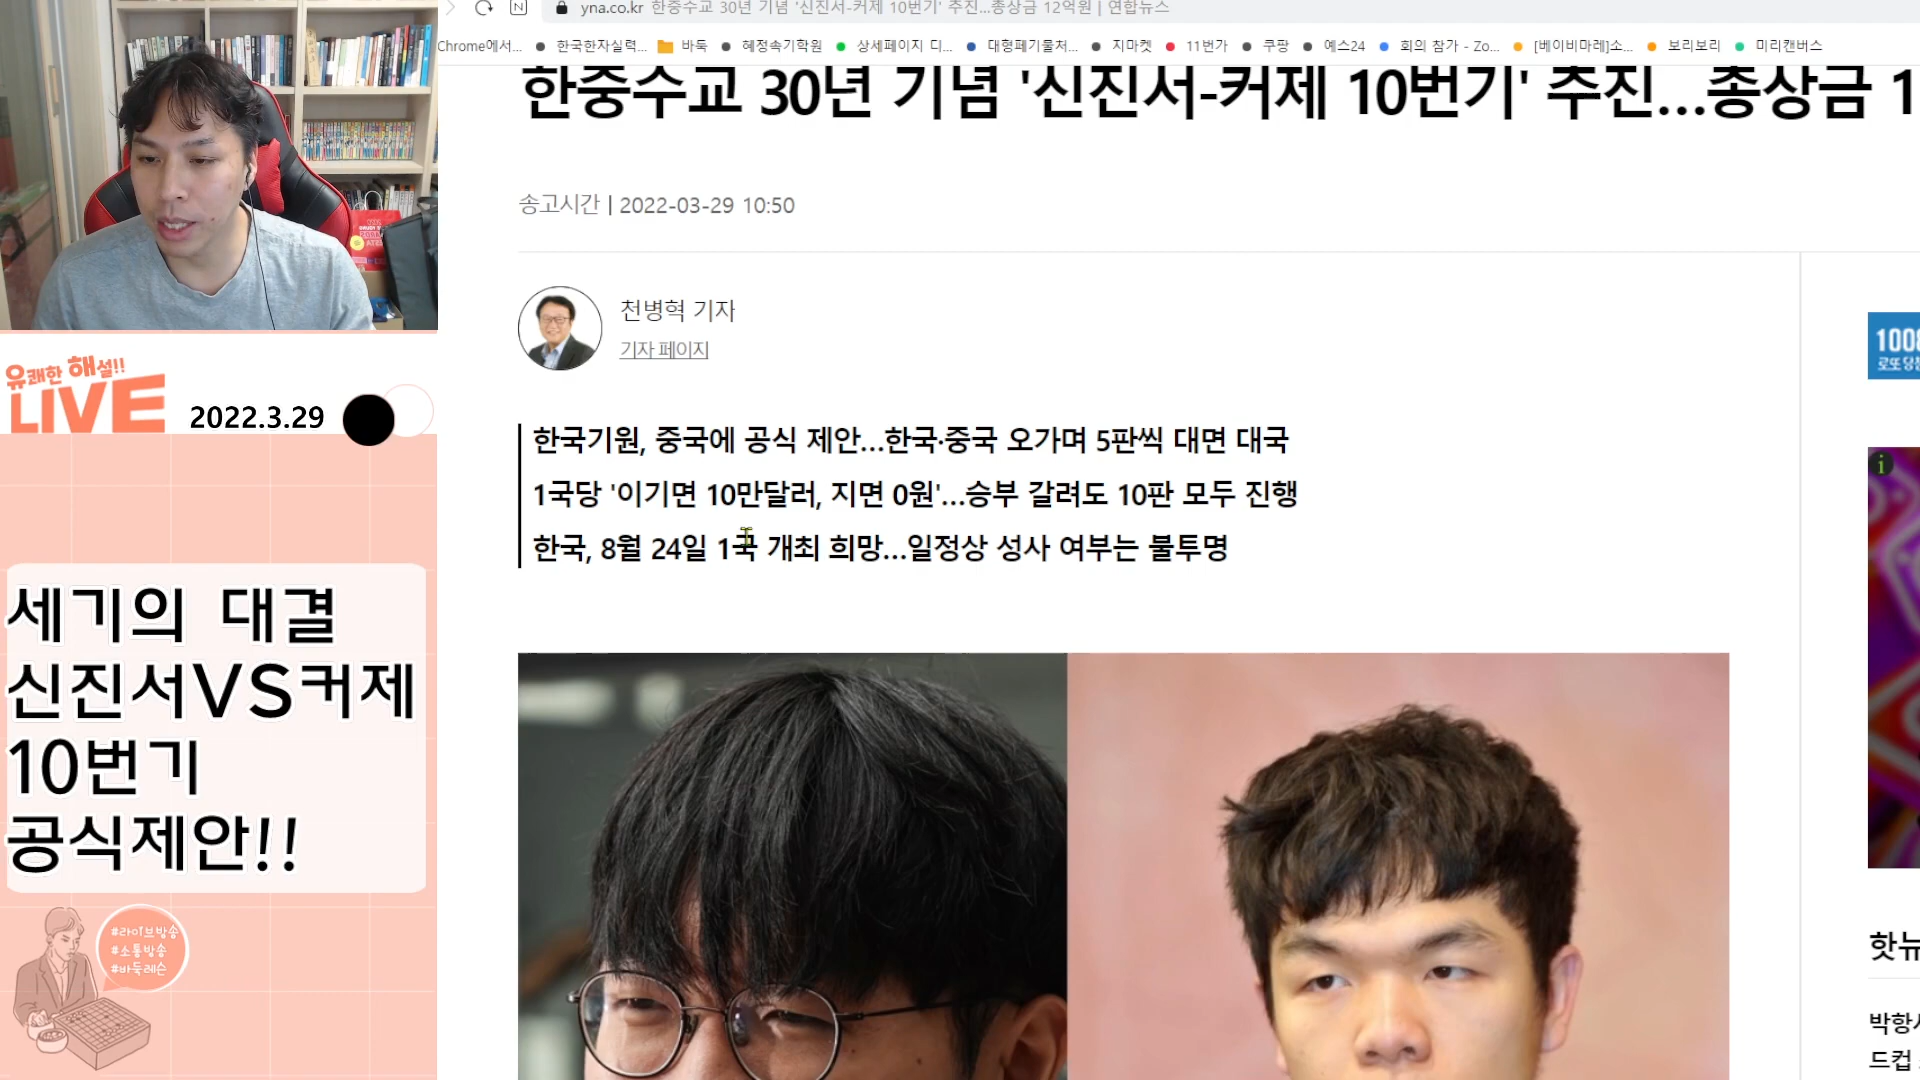 yna.co.kr 한중수교 30년 기념 '신진서-커제 10번기' 추진...총상금 12억원 | 연합뉴스
Chrome에서... 한국한자실력... 바둑 혜정속기학원 상세페이지 디... 대형폐기물처... 지마켓 11번가 쿠팡 예스24 회의 참가 - Zo... [베이비마레]소... 보리보리 미리캔버스
한중수교 30년 기념 '신진서-커제 10번기' 추진...총상금 1
송고시간 | 2022-03-29 10:50
천병혁 기자
기자 페이지
한국기원, 중국에 공식 제안...한국·중국 오가며 5판씩 대면 대국
1국당 '이기면 10만달러, 지면 0원'...승부 갈려도 10판 모두 진행
한국, 8월 24일 1국 개최 희망...일정상 성사 여부는 불투명
유쾌한 해설!!
LIVE
2022.3.29
세기의 대결
신진서VS커제
10번기
공식제안!!
#라이브방송
#소통방송
#바둑레슨
1008
로또당첨
핫뉴
박항서
드컵